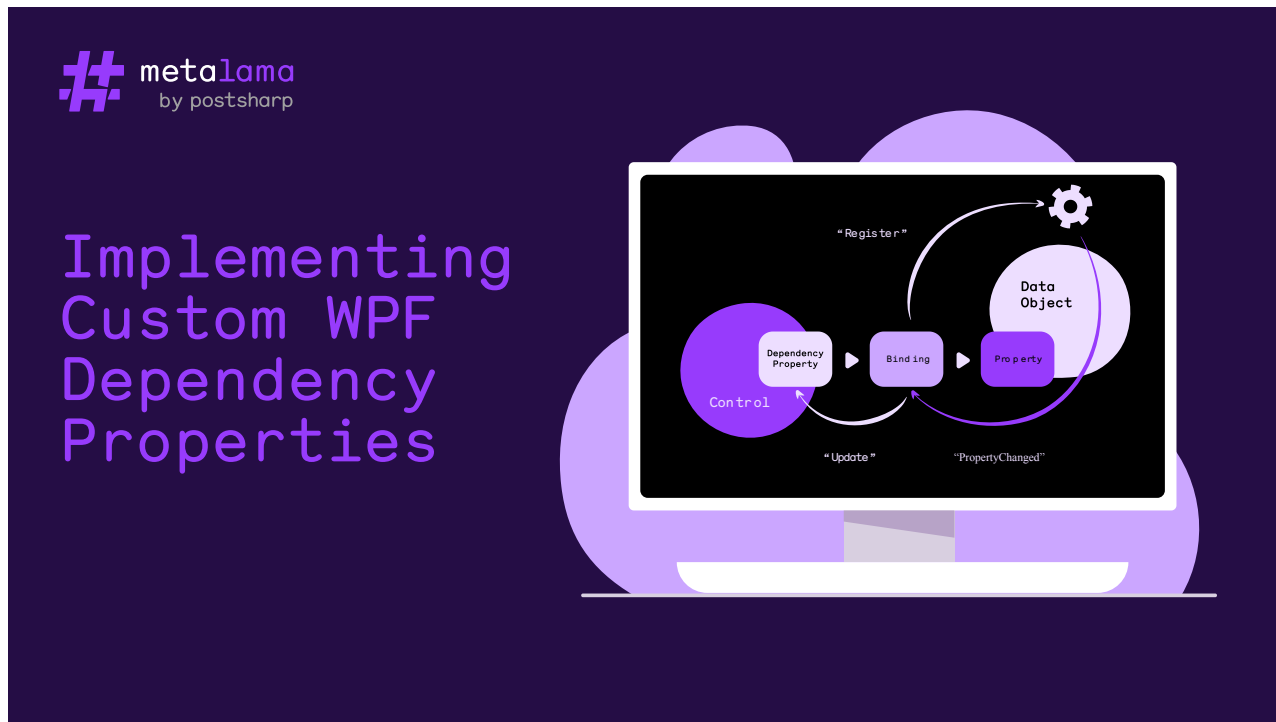 metalama
by postsharp
Implementing
Custom WPF
Dependency
Properties
“Register”
Data
Object
Dependency
Property
Binding
Property
Control
“Update”
“PropertyChanged”